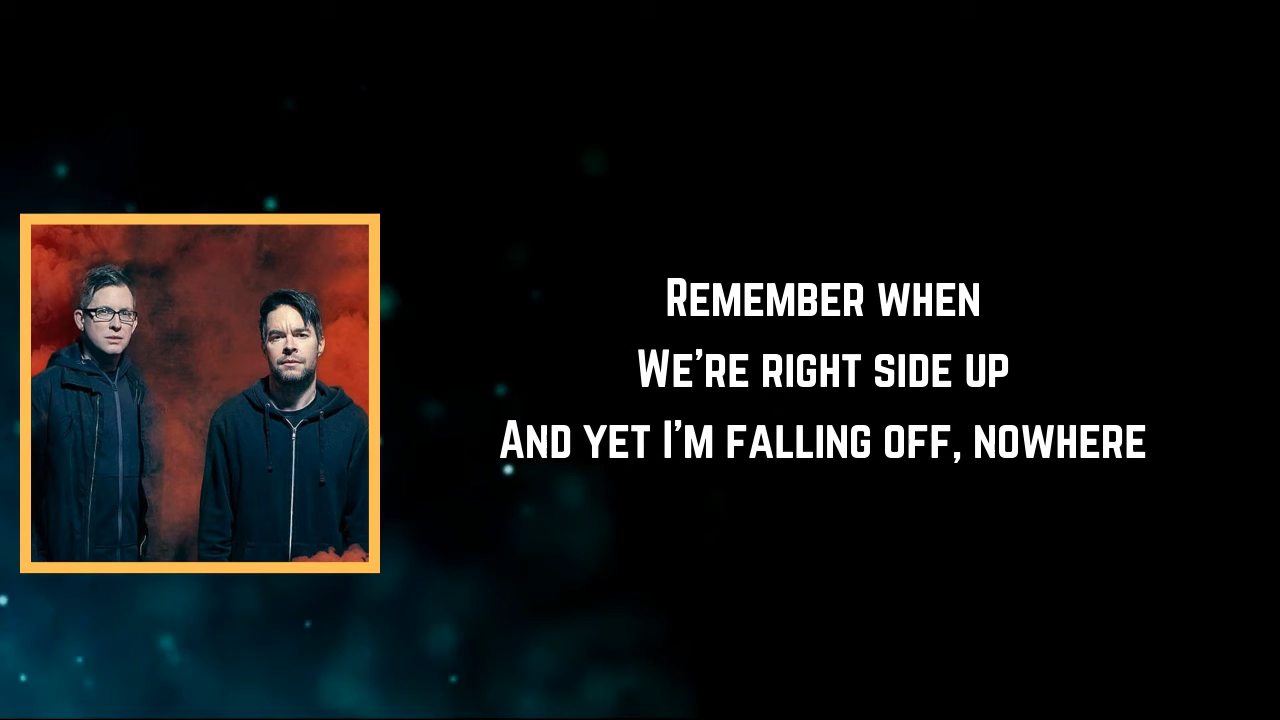 Remember when
We're right side up
And yet I'm falling off, nowhere